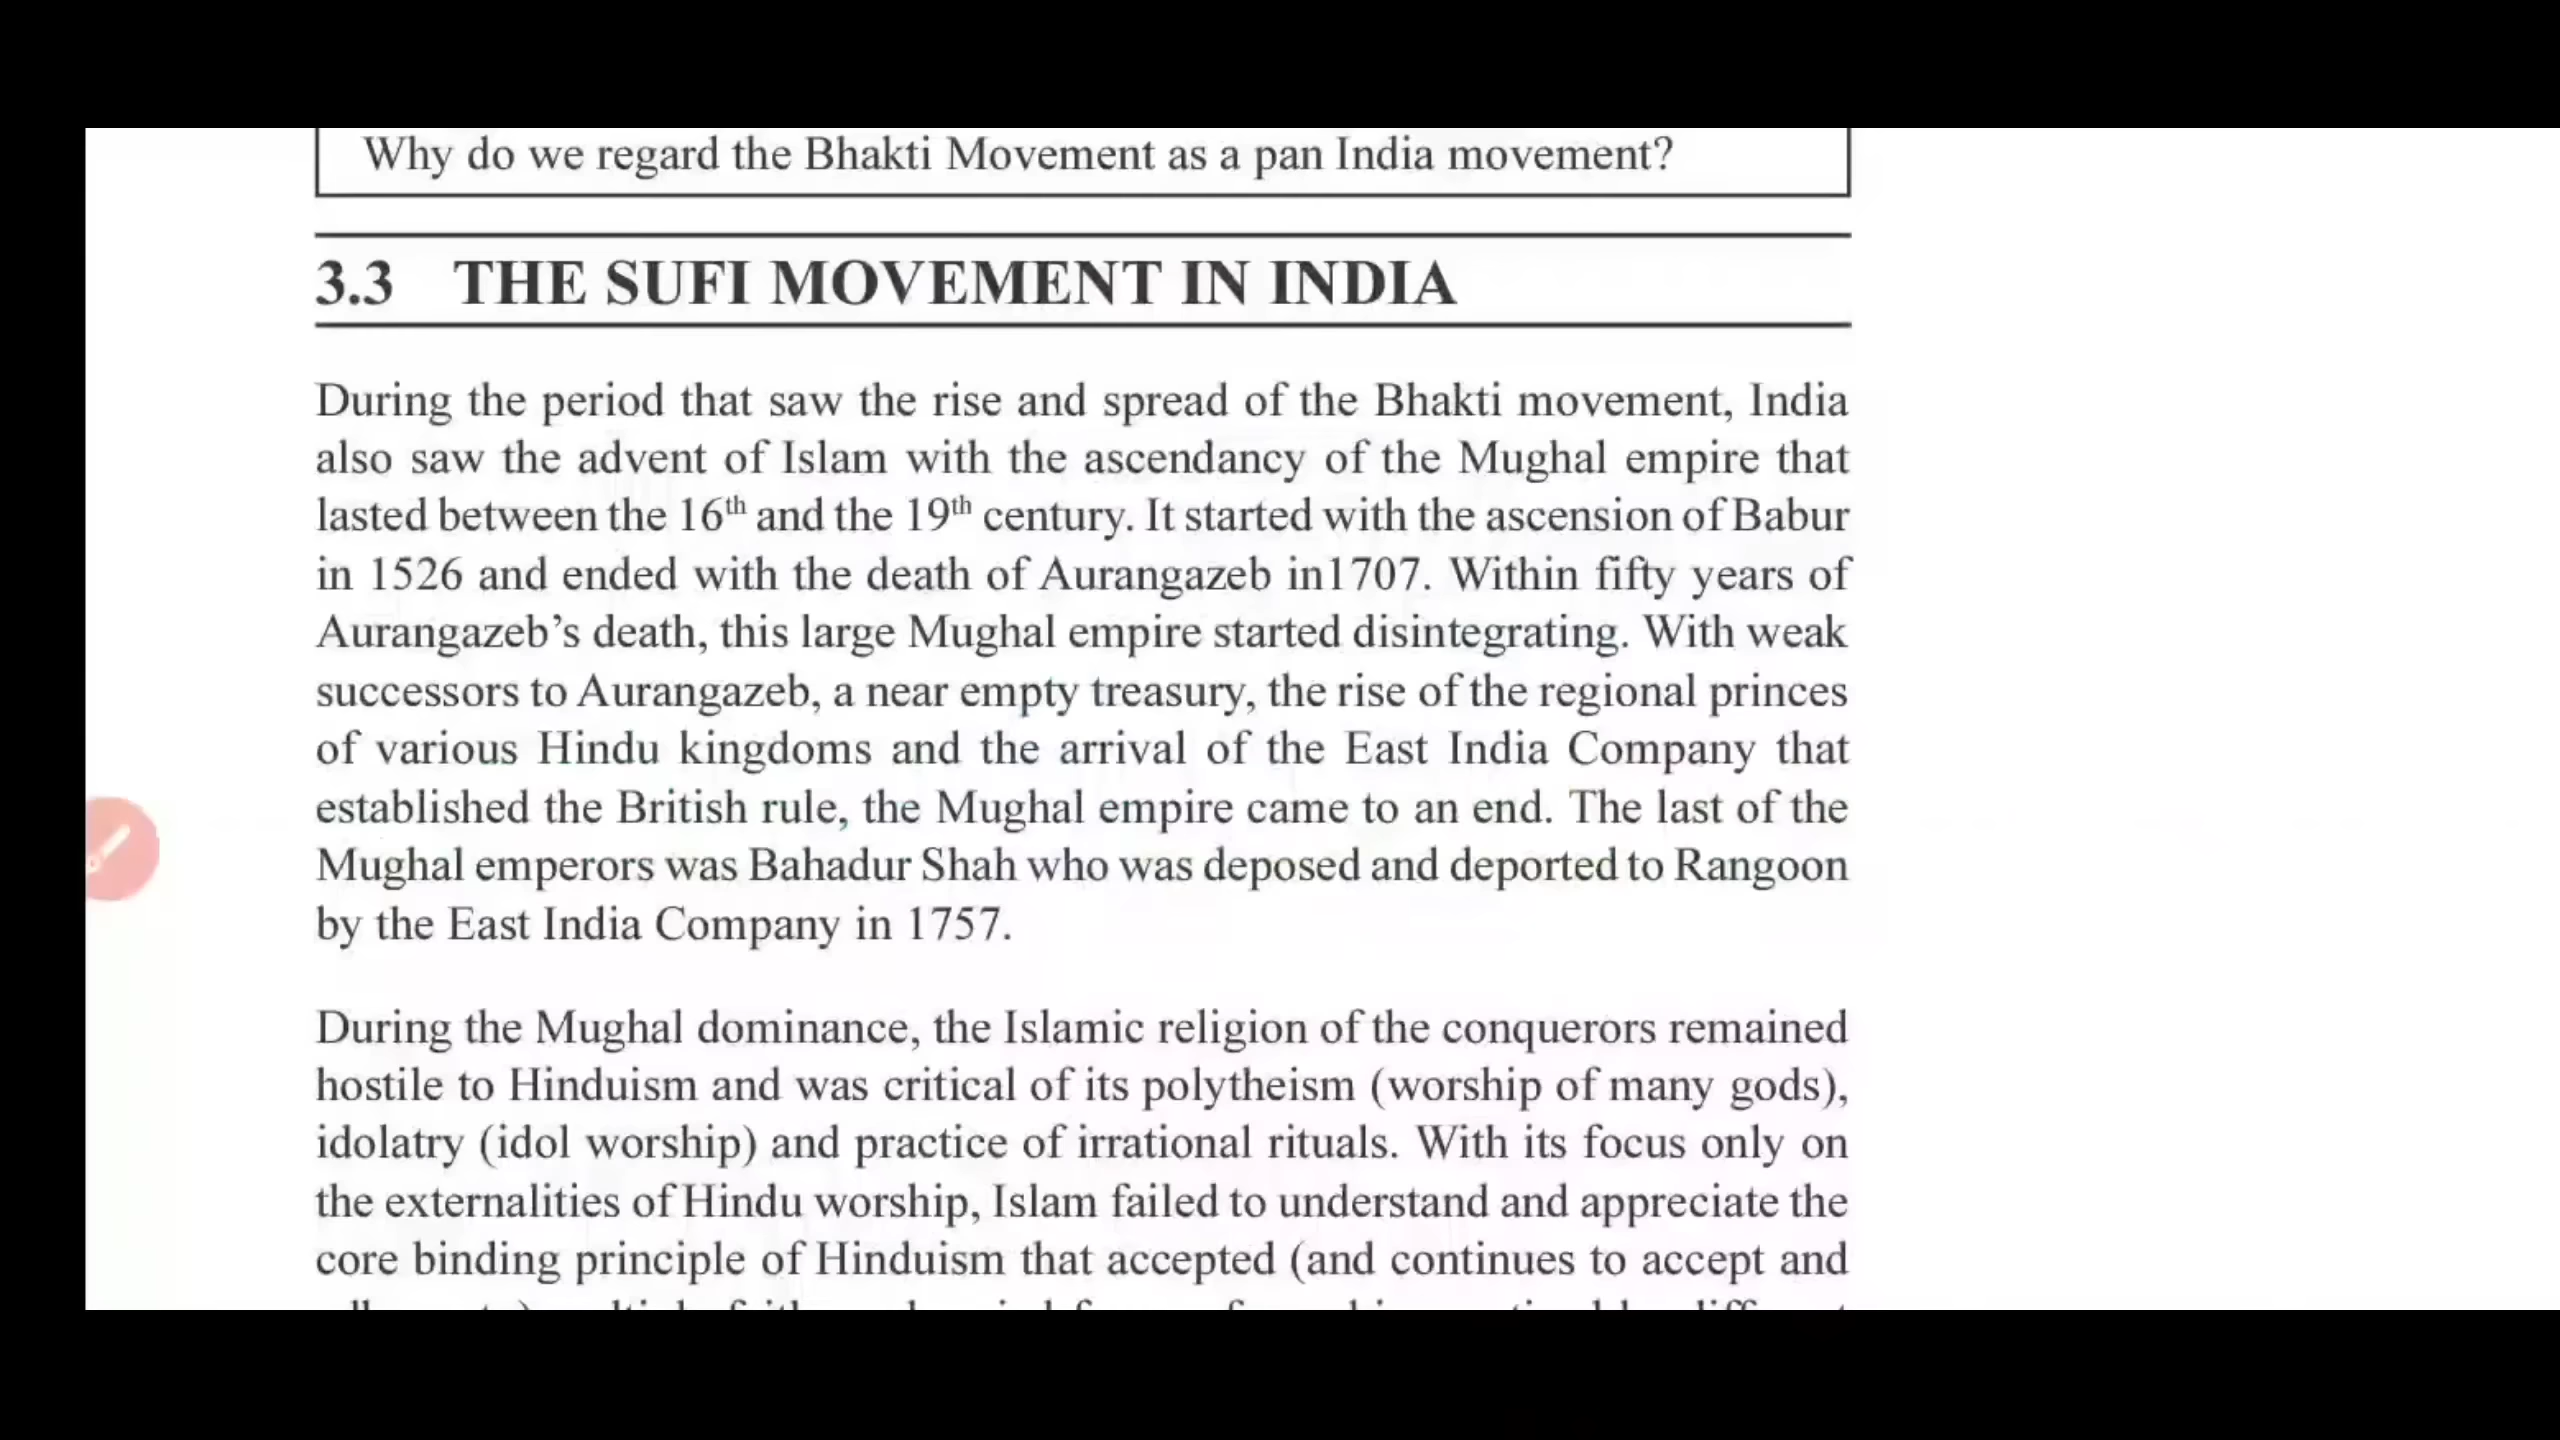 Why do we regard the Bhakti Movement as a pan India movement?
3.3 THE SUFI MOVEMENT IN INDIA
During the period that saw the rise and spread of the Bhakti movement, India
also saw the advent of Islam with the ascendancy of the Mughal empire that
lasted between the 16th and the 19th century. It started with the ascension of Babur
in 1526 and ended with the death of Aurangazeb in1707. Within fifty years of
Aurangazeb’s death, this large Mughal empire started disintegrating. With weak
successors to Aurangazeb, a near empty treasury, the rise of the regional princes
of various Hindu kingdoms and the arrival of the East India Company that
established the British rule, the Mughal empire came to an end. The last of the
Mughal emperors was Bahadur Shah who was deposed and deported to Rangoon
by the East India Company in 1757.
During the Mughal dominance, the Islamic religion of the conquerors remained
hostile to Hinduism and was critical of its polytheism (worship of many gods),
idolatry (idol worship) and practice of irrational rituals. With its focus only on
the externalities of Hindu worship, Islam failed to understand and appreciate the
core binding principle of Hinduism that accepted (and continues to accept and